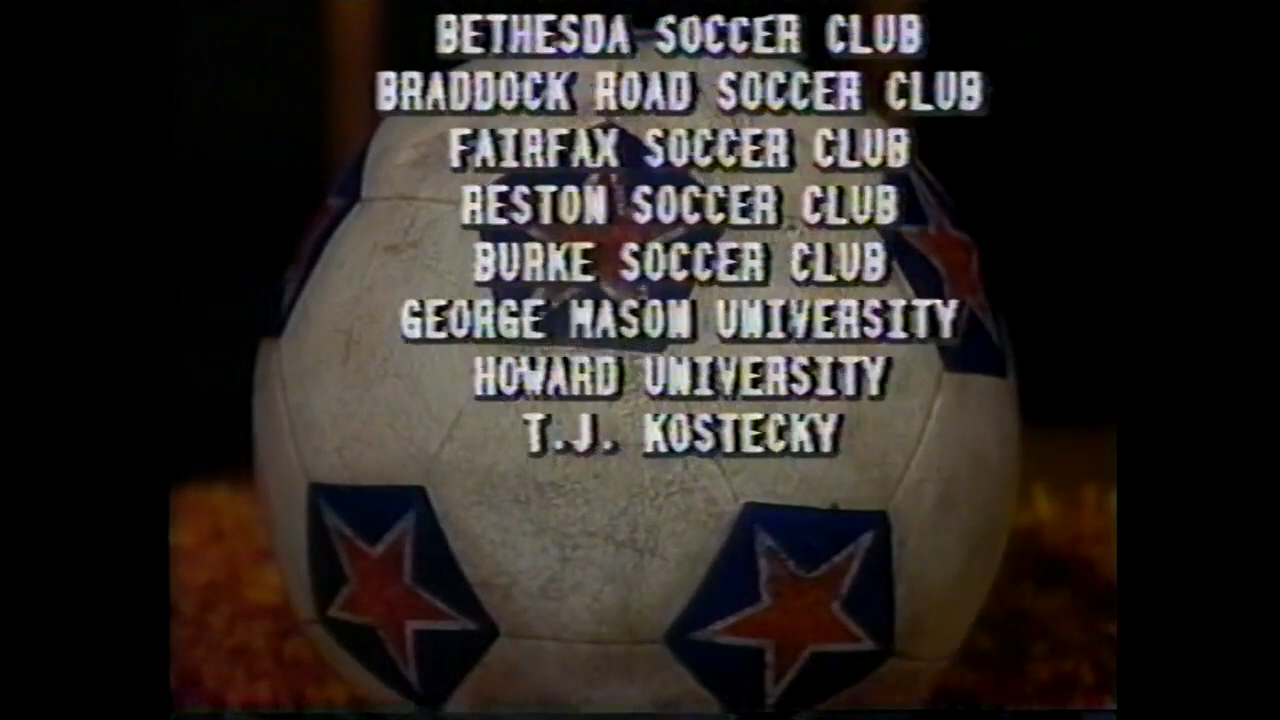 BETHESDA SOCCER CLUB
BRADDOCK ROAD SOCCER CLUB
FAIRFAX SOCCER CLUB
RESTON SOCCER CLUB
BURKE SOCCER CLUB
GEORGE MASON UNIVERSITY
HOWARD UNIVERSITY
T.J. KOSTECKY